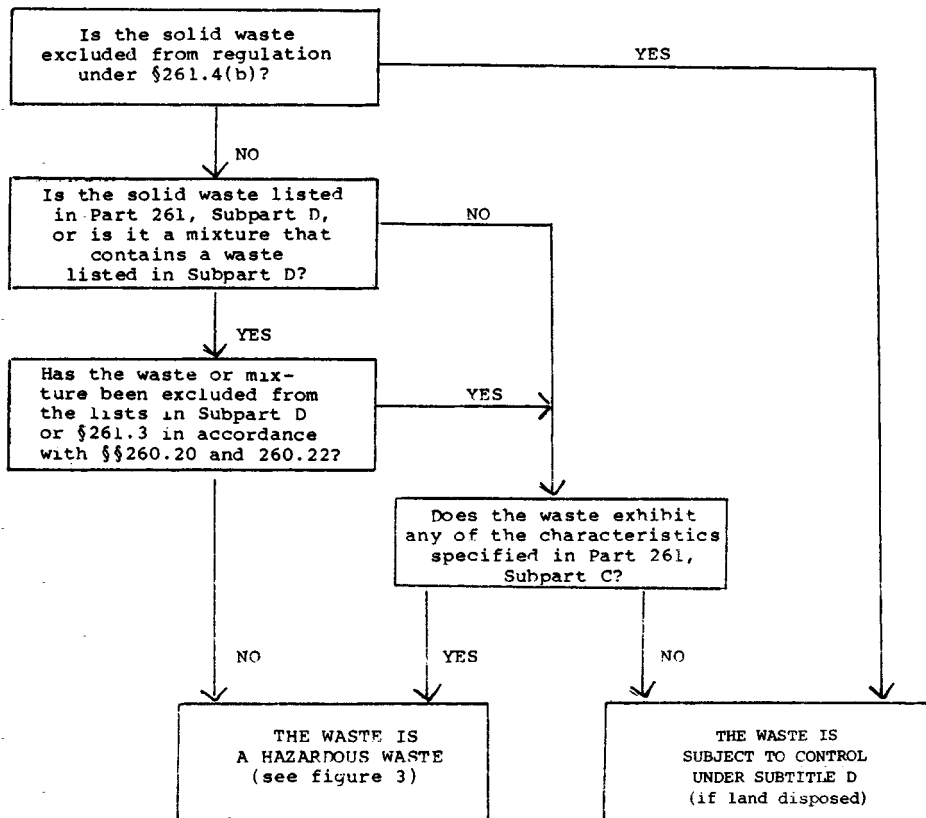 Is the solid waste
excluded from regulation
under §261.4(b)?
YES
NO
Is the solid waste listed
in Part 261, Subpart D,
or is it a mixture that
contains a waste
listed in Subpart D?
NO
YES
Has the waste or mix-
ture been excluded from
the lists in Subpart D
or §261.3 in accordance
with §§260.20 and 260.22?
YES
Does the waste exhibit
any of the characteristics
specified in Part 261,
Subpart C?
NO
YES
NO
THE WASTE IS
A HAZARDOUS WASTE
(see figure 3)
THE WASTE IS
SUBJECT TO CONTROL
UNDER SUBTITLE D
(if land disposed)